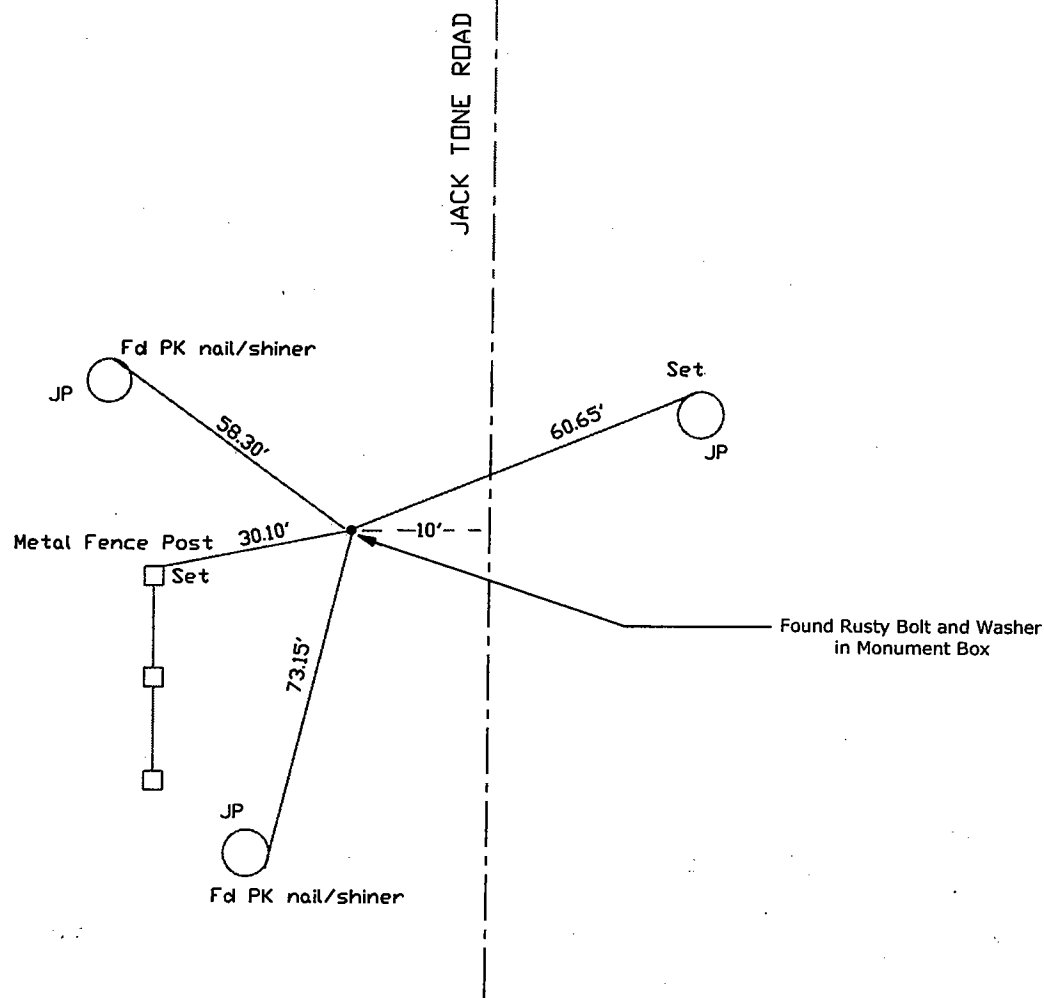 JACK TONE ROAD
Fd PK nail/shiner
JP
58.30'
Set
60.65'
JP
Metal Fence Post
30.10'
10'
Set
73.15'
Found Rusty Bolt and Washer
in Monument Box
JP
Fd PK nail/shiner